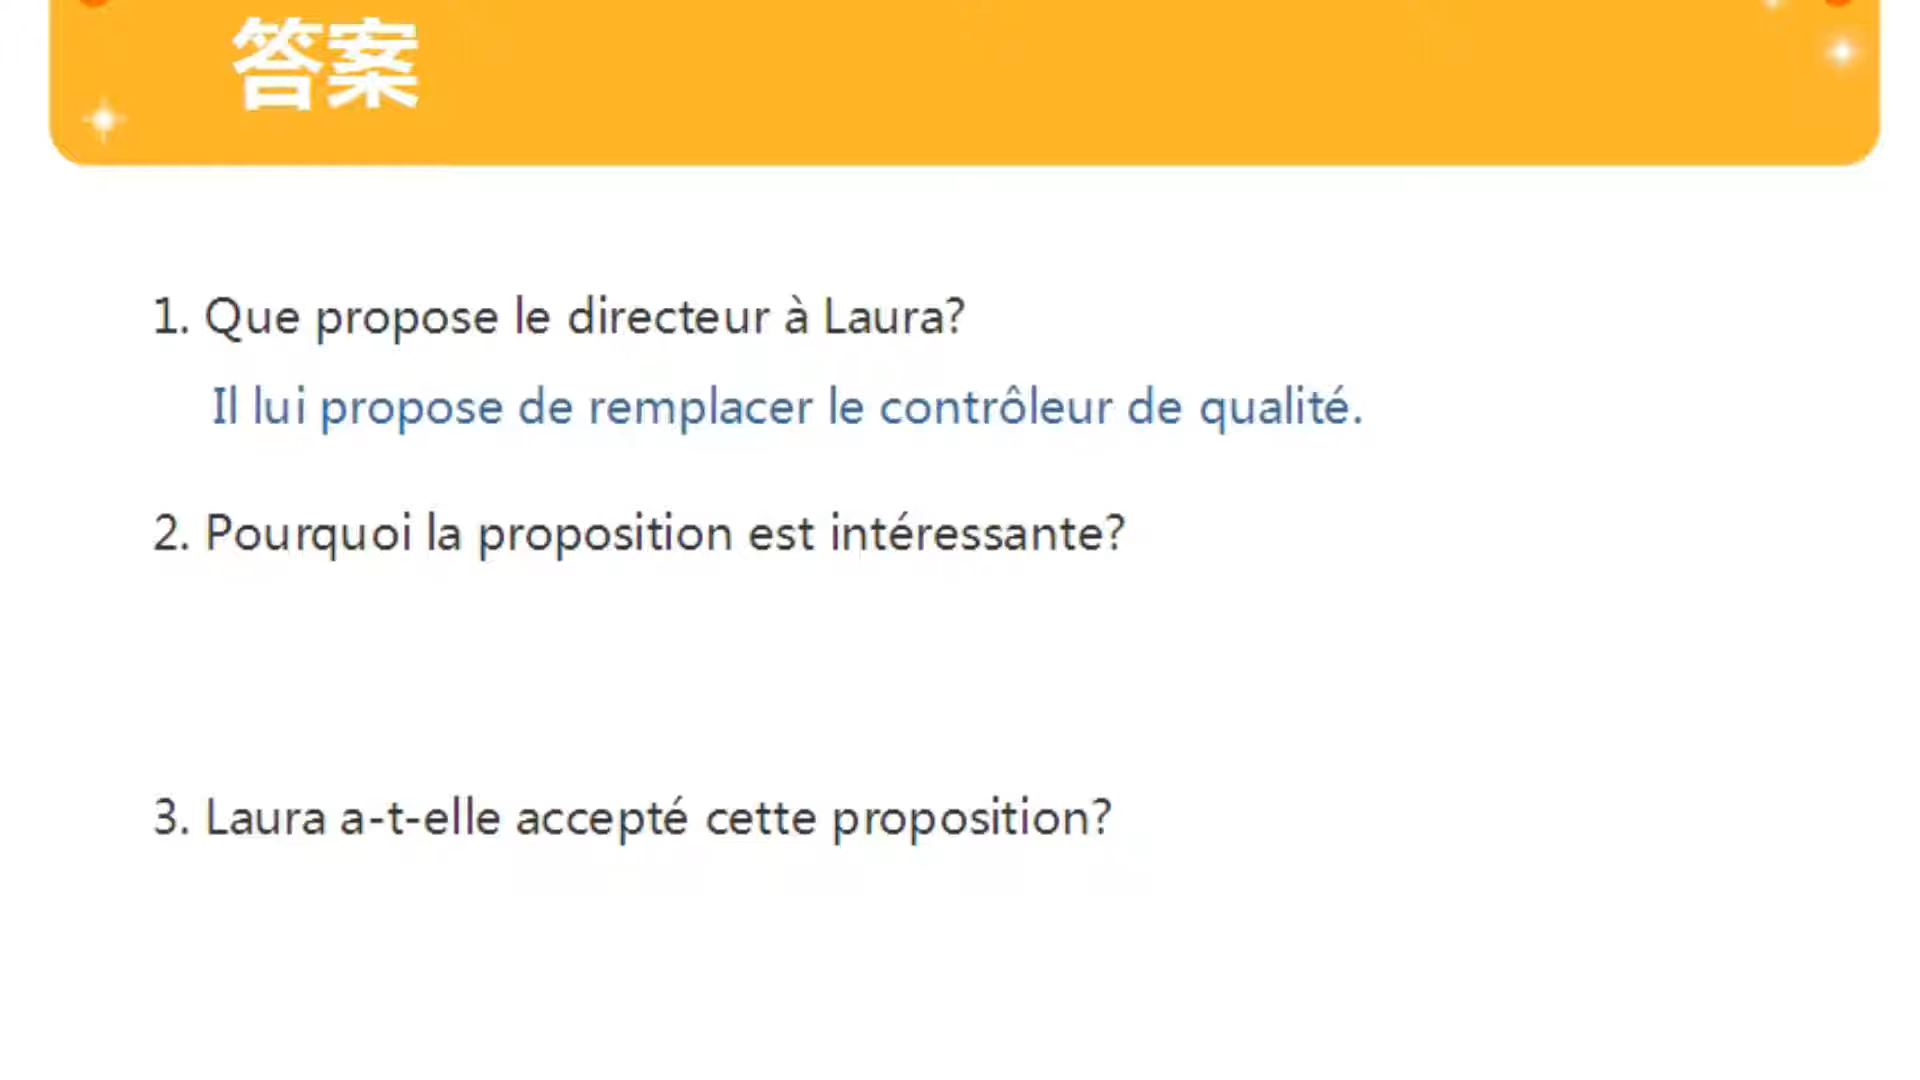 答案
1. Que propose le directeur à Laura?
Il lui propose de remplacer le contrôleur de qualité.
2. Pourquoi la proposition est intéressante?
3. Laura a-t-elle accepté cette proposition?